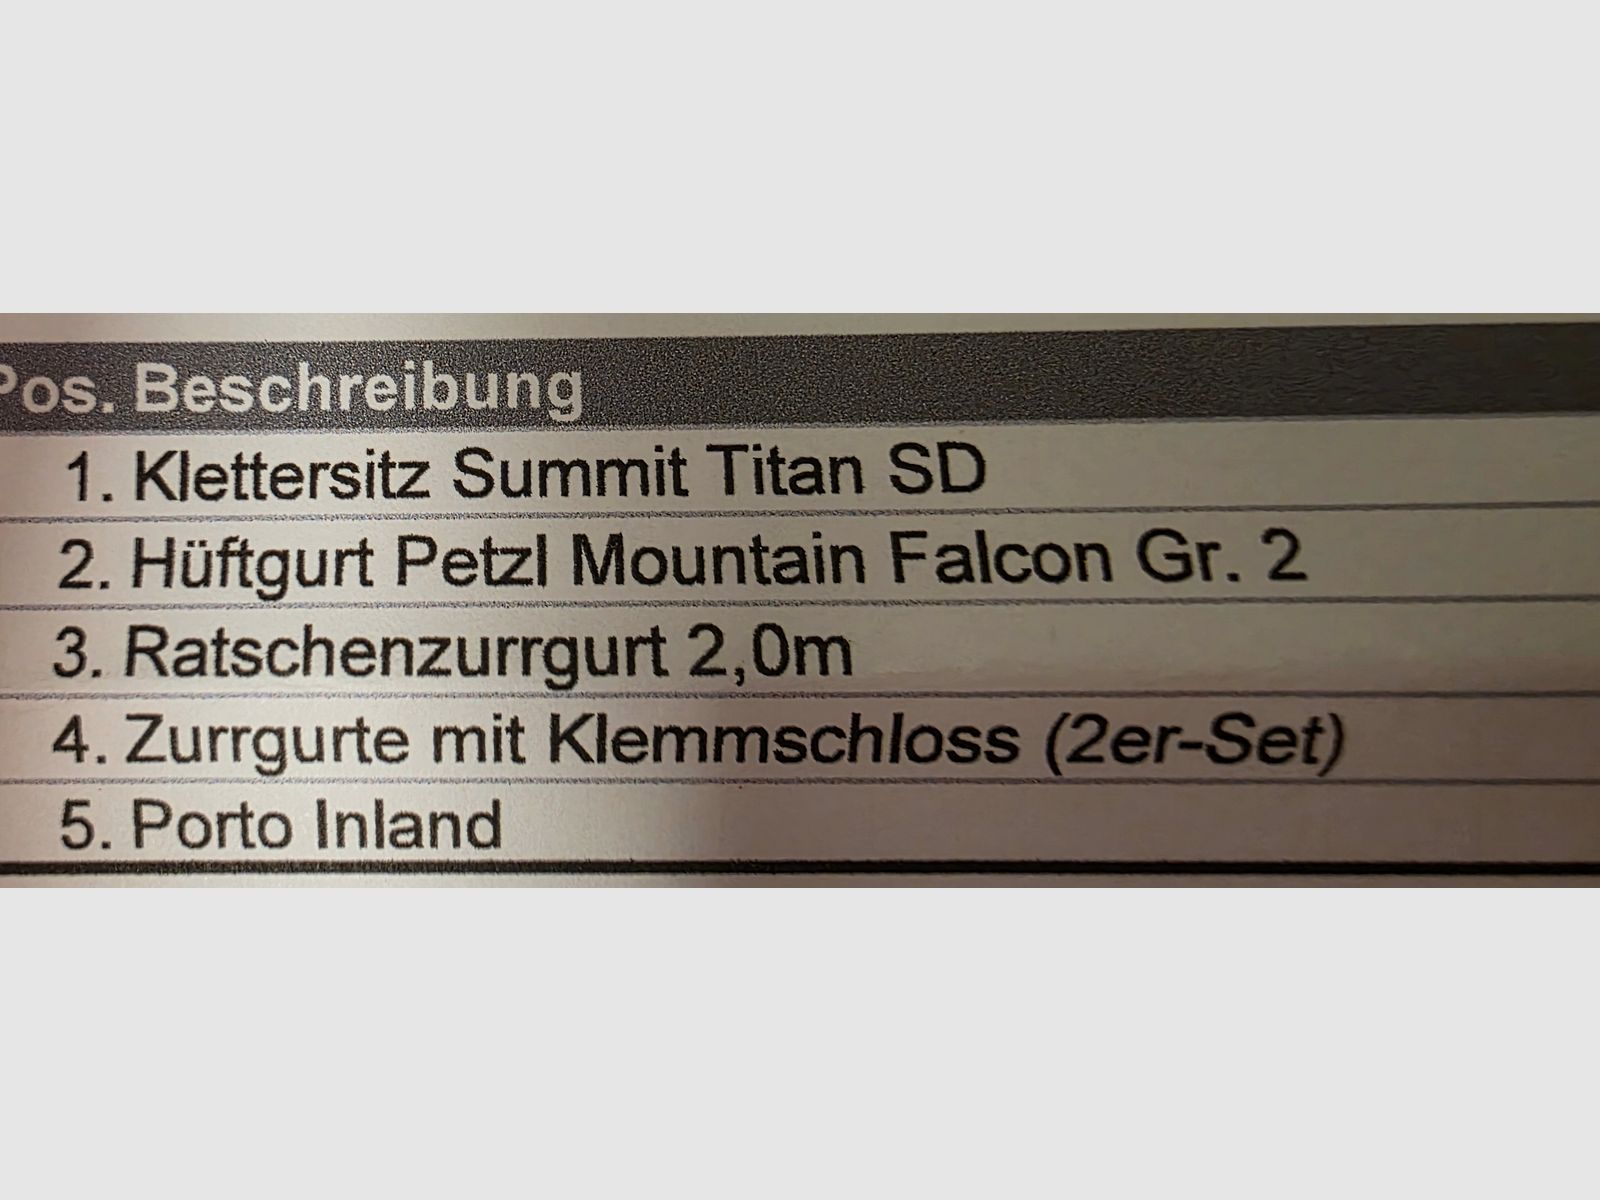 Pos. Beschreibung
1. Klettersitz Summit Titan SD
2. Hüftgurt Petzl Mountain Falcon Gr. 2
3. Ratschenzurrgurt 2,0m
4. Zurrgurte mit Klemmschloss (2er-Set)
5. Porto Inland